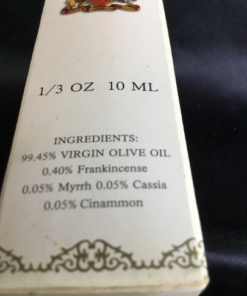 1/3 OZ 10 ML
INGREDIENTS:
99.45% VIRGIN OLIVE OIL
0.40% Frankincense
0.05% Myrrh 0.05% Cassia
0.05% Cinammon